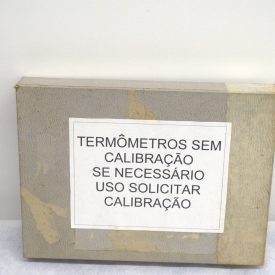 TERMÔMETROS SEM
CALIBRAÇÃO
SE NECESSÁRIO
USO SOLICITAR
CALIBRAÇÃO